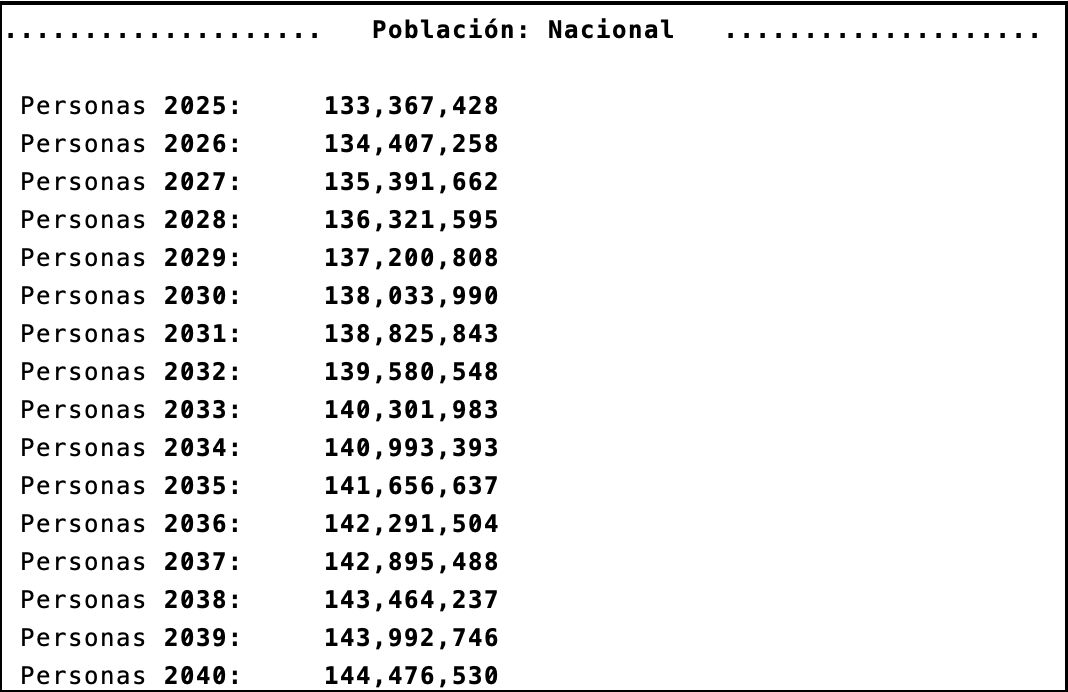 .................... Población: Nacional ....................
Personas 2025: 133,367,428
Personas 2026: 134,407,258
Personas 2027: 135,391,662
Personas 2028: 136,321,595
Personas 2029: 137,200,808
Personas 2030: 138,033,990
Personas 2031: 138,825,843
Personas 2032: 139,580,548
Personas 2033: 140,301,983
Personas 2034: 140,993,393
Personas 2035: 141,656,637
Personas 2036: 142,291,504
Personas 2037: 142,895,488
Personas 2038: 143,464,237
Personas 2039: 143,992,746
Personas 2040: 144,476,530